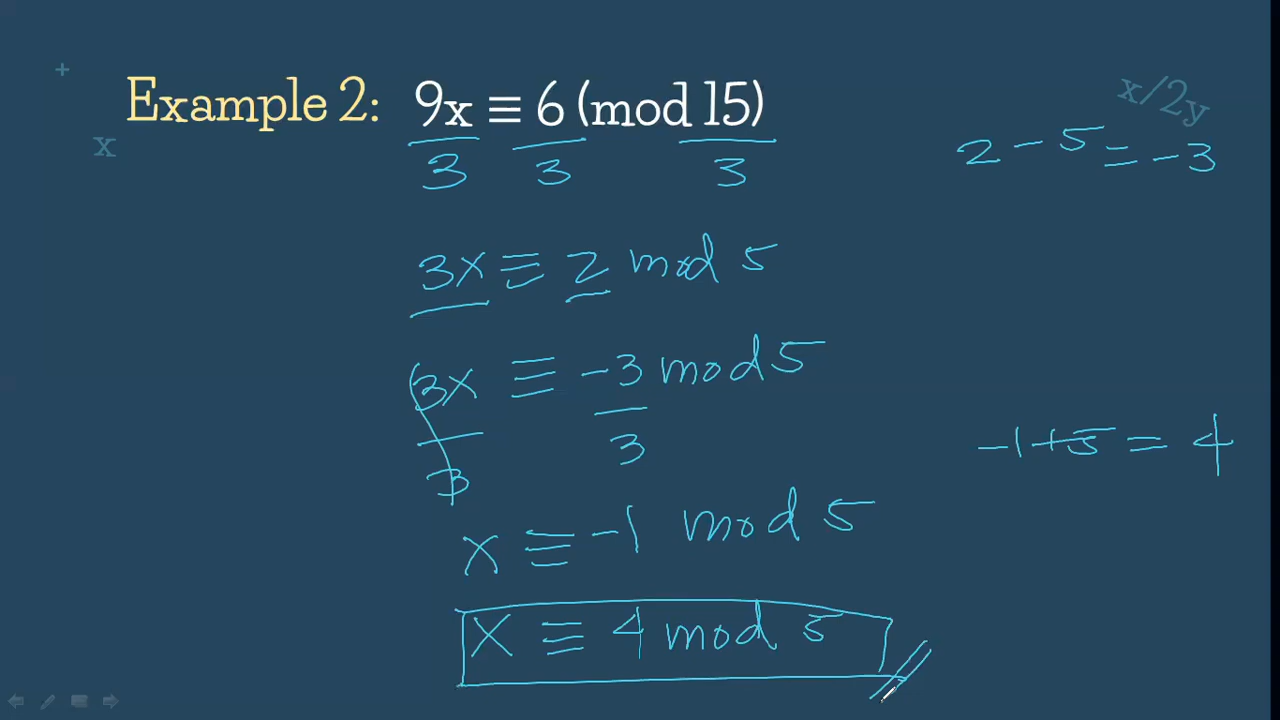 +
x
x/2y
Example 2: 9x ≡ 6 (mod 15)
3 3 3
2 - 5 = -3
3x ≡ 2 mod 5
3x ≡ -3 mod 5
3 3
-1 + 5 = 4
x ≡ -1 mod 5
x ≡ 4 mod 5